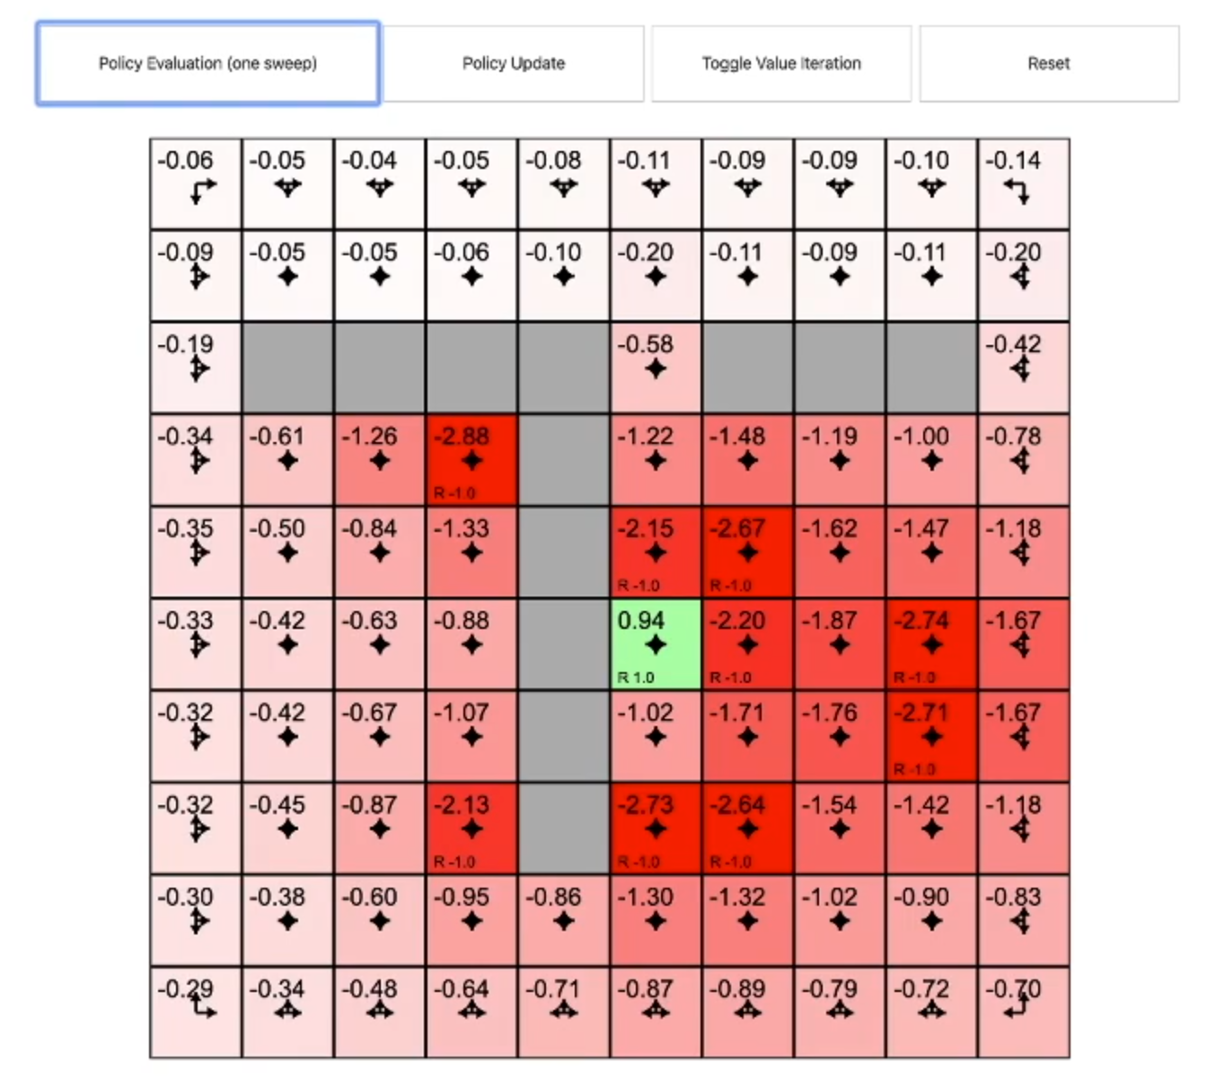 Policy Evaluation (one sweep) Policy Update Toggle Value Iteration Reset
-0.06 -0.05 -0.04 -0.05 -0.08 -0.11 -0.09 -0.09 -0.10 -0.14
-0.09 -0.05 -0.05 -0.06 -0.10 -0.20 -0.11 -0.09 -0.11 -0.20
-0.19 -0.58 -0.42
-0.34 -0.61 -1.26 -2.88 -1.22 -1.48 -1.19 -1.00 -0.78
R -1.0
-0.35 -0.50 -0.84 -1.33 -2.15 -2.67 -1.62 -1.47 -1.18
R -1.0 R -1.0
-0.33 -0.42 -0.63 -0.88 0.94 -2.20 -1.87 -2.74 -1.67
R 1.0 R -1.0 R -1.0
-0.32 -0.42 -0.67 -1.07 -1.02 -1.71 -1.76 -2.71 -1.67
R -1.0
-0.32 -0.45 -0.87 -2.13 -2.73 -2.64 -1.54 -1.42 -1.18
R -1.0 R -1.0 R -1.0
-0.30 -0.38 -0.60 -0.95 -0.86 -1.30 -1.32 -1.02 -0.90 -0.83
-0.29 -0.34 -0.48 -0.64 -0.71 -0.87 -0.89 -0.79 -0.72 -0.70